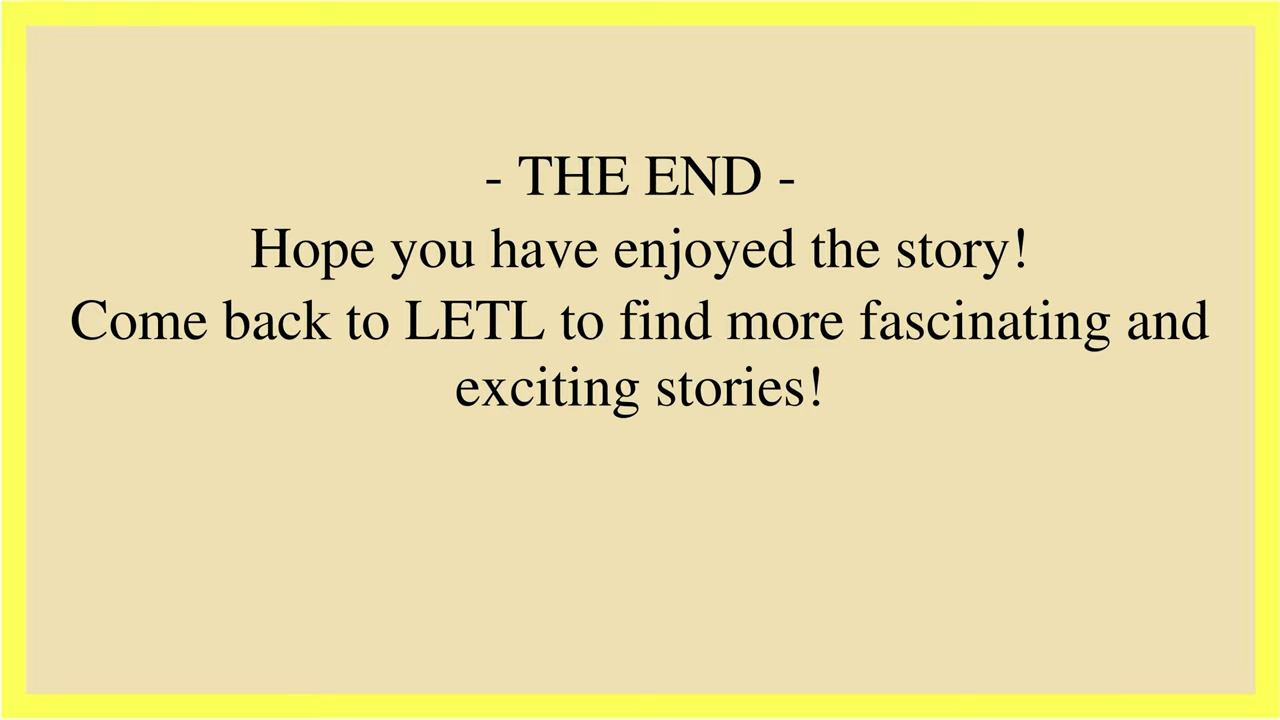 - THE END -
Hope you have enjoyed the story!
Come back to LETL to find more fascinating and
exciting stories!